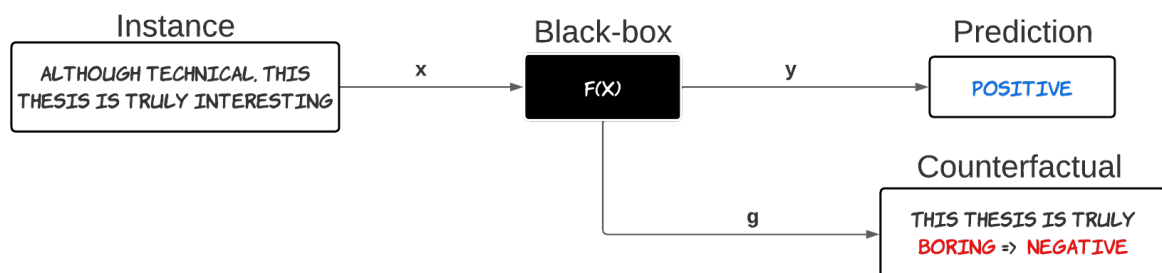 Instance
ALTHOUGH TECHNICAL, THIS
THESIS IS TRULY INTERESTING
x
Black-box
F(X)
y
Prediction
POSITIVE
g
Counterfactual
THIS THESIS IS TRULY
BORING => NEGATIVE